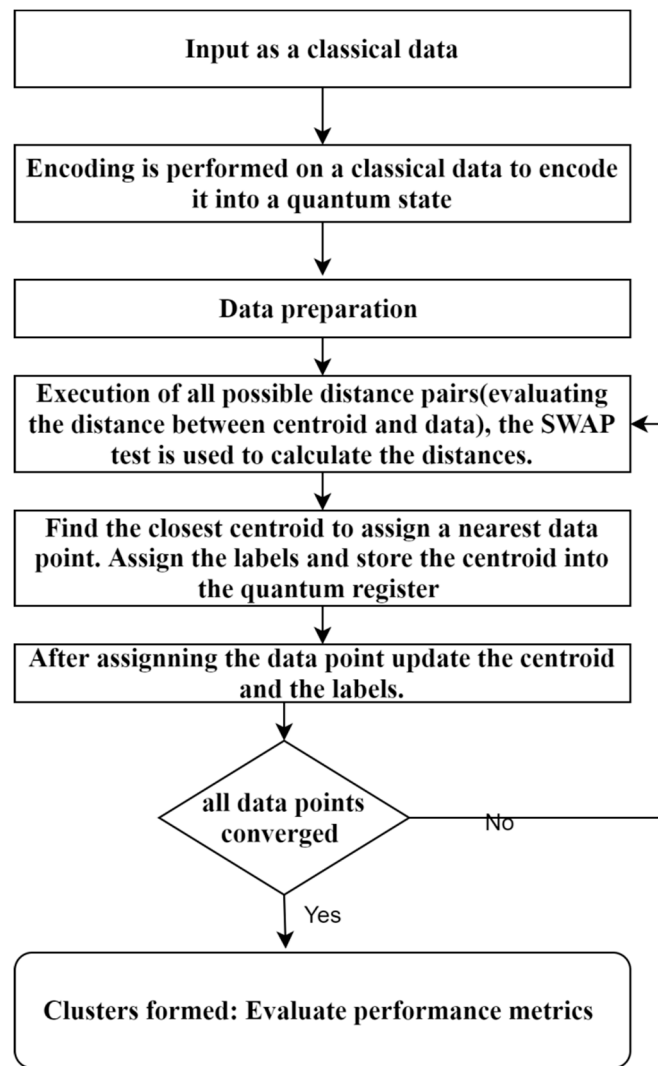 Input as a classical data
Encoding is performed on a classical data to encode
it into a quantum state
Data preparation
Execution of all possible distance pairs(evaluating
the distance between centroid and data), the SWAP
test is used to calculate the distances.
Find the closest centroid to assign a nearest data
point. Assign the labels and store the centroid into
the quantum register
After assignning the data point update the centroid
and the labels.
all data points
converged
No
Yes
Clusters formed: Evaluate performance metrics